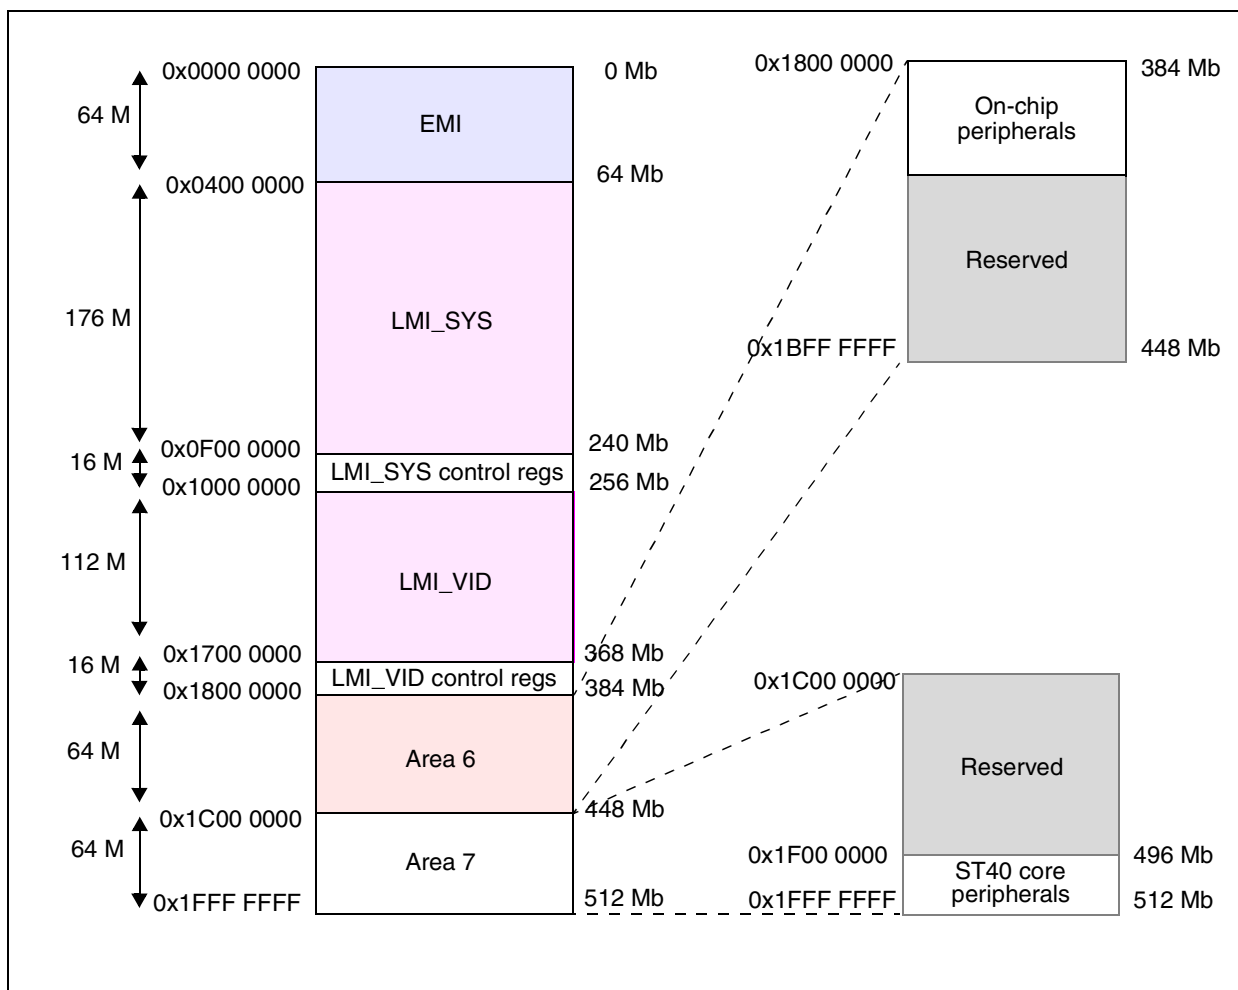 0x0000 0000
0 Mb
64 M
EMI
0x0400 0000
64 Mb
176 M
LMI_SYS
0x0F00 0000
240 Mb
16 M
LMI_SYS control regs
0x1000 0000
256 Mb
112 M
LMI_VID
0x1700 0000
368 Mb
16 M
LMI_VID control regs
0x1800 0000
384 Mb
64 M
Area 6
0x1C00 0000
448 Mb
64 M
Area 7
0x1FFF FFFF
512 Mb
0x1800 0000
384 Mb
On-chip
peripherals
Reserved
0x1BFF FFFF
448 Mb
0x1C00 0000
Reserved
0x1F00 0000
496 Mb
ST40 core
peripherals
0x1FFF FFFF
512 Mb